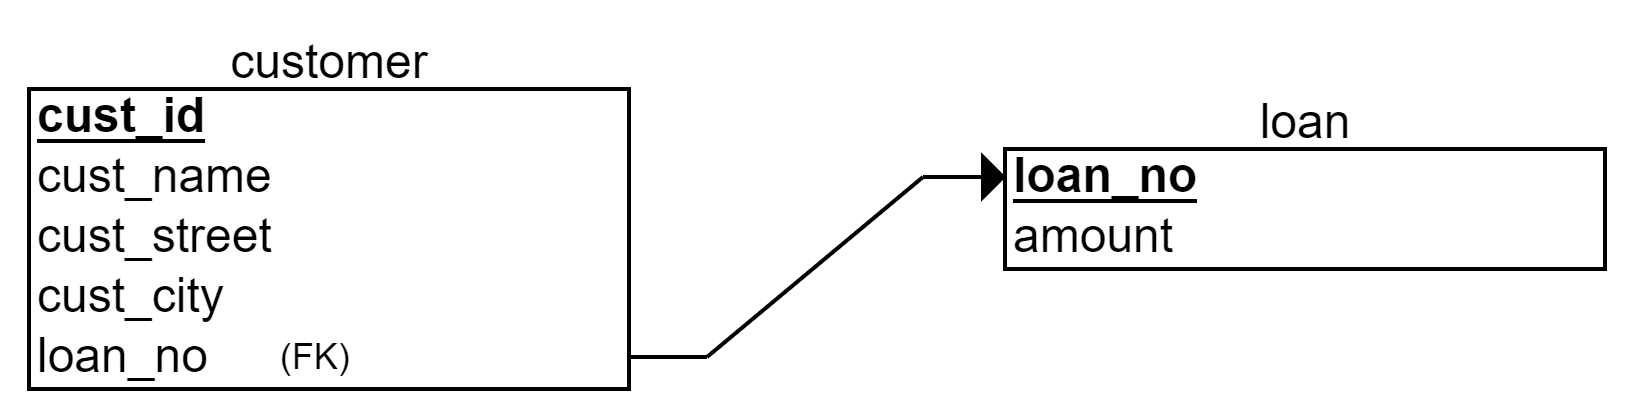 customer
cust_id
cust_name
cust_street
cust_city
loan_no (FK)
loan
loan_no
amount